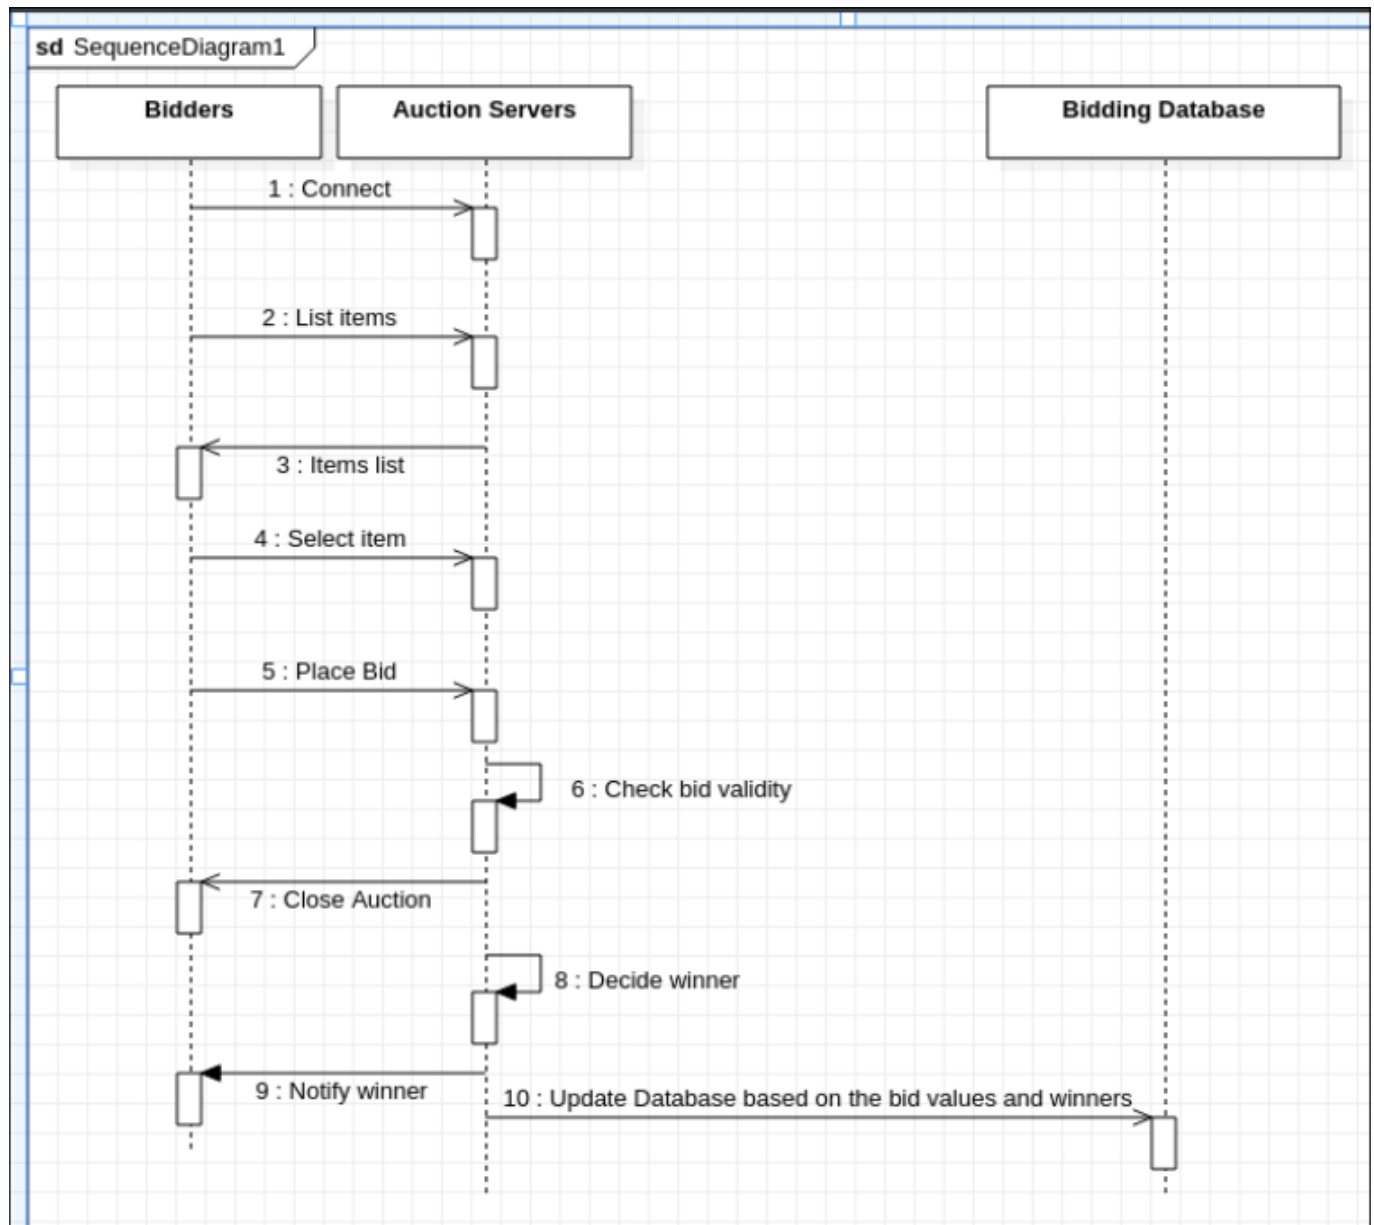 sd SequenceDiagram1
Bidders
Auction Servers
Bidding Database
1 : Connect
2 : List items
3 : Items list
4 : Select item
5 : Place Bid
6 : Check bid validity
7 : Close Auction
8 : Decide winner
9 : Notify winner
10 : Update Database based on the bid values and winners